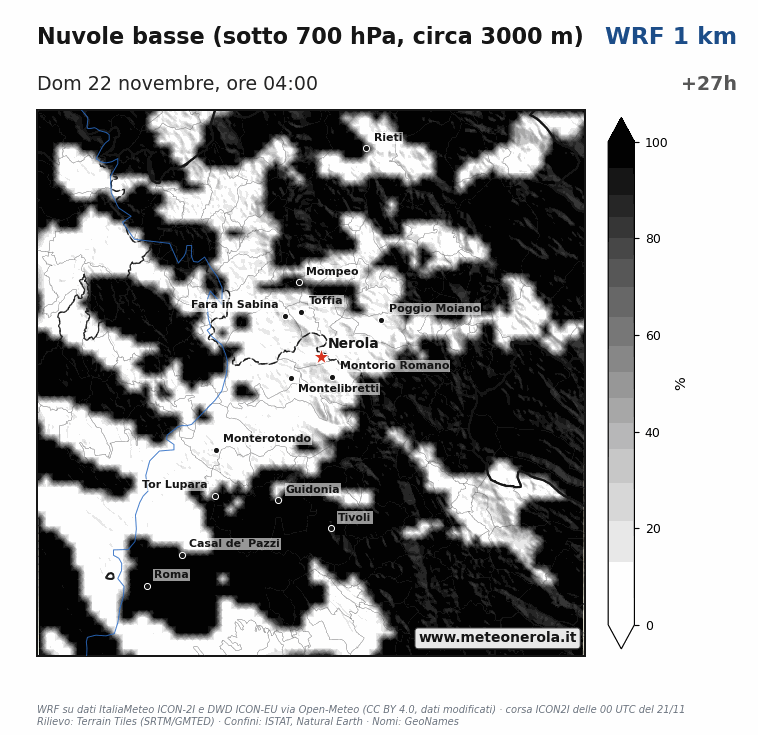 Nuvole basse (sotto 700 hPa, circa 3000 m) WRF 1 km
Dom 22 novembre, ore 04:00 +27h
Rieti
100
80
60
40
20
0
%
Mompeo
Fara in Sabina
Toffia
Poggio Moiano
Nerola
Montorio Romano
Montelibretti
Monterotondo
Tor Lupara
Guidonia
Tivoli
Casal de' Pazzi
Roma
www.meteonerola.it
WRF su dati ItaliaMeteo ICON-2I e DWD ICON-EU via Open-Meteo (CC BY 4.0, dati modificati) · corsa ICON2I delle 00 UTC del 21/11
Rilievo: Terrain Tiles (SRTM/GMTED) · Confini: ISTAT, Natural Earth · Nomi: GeoNames